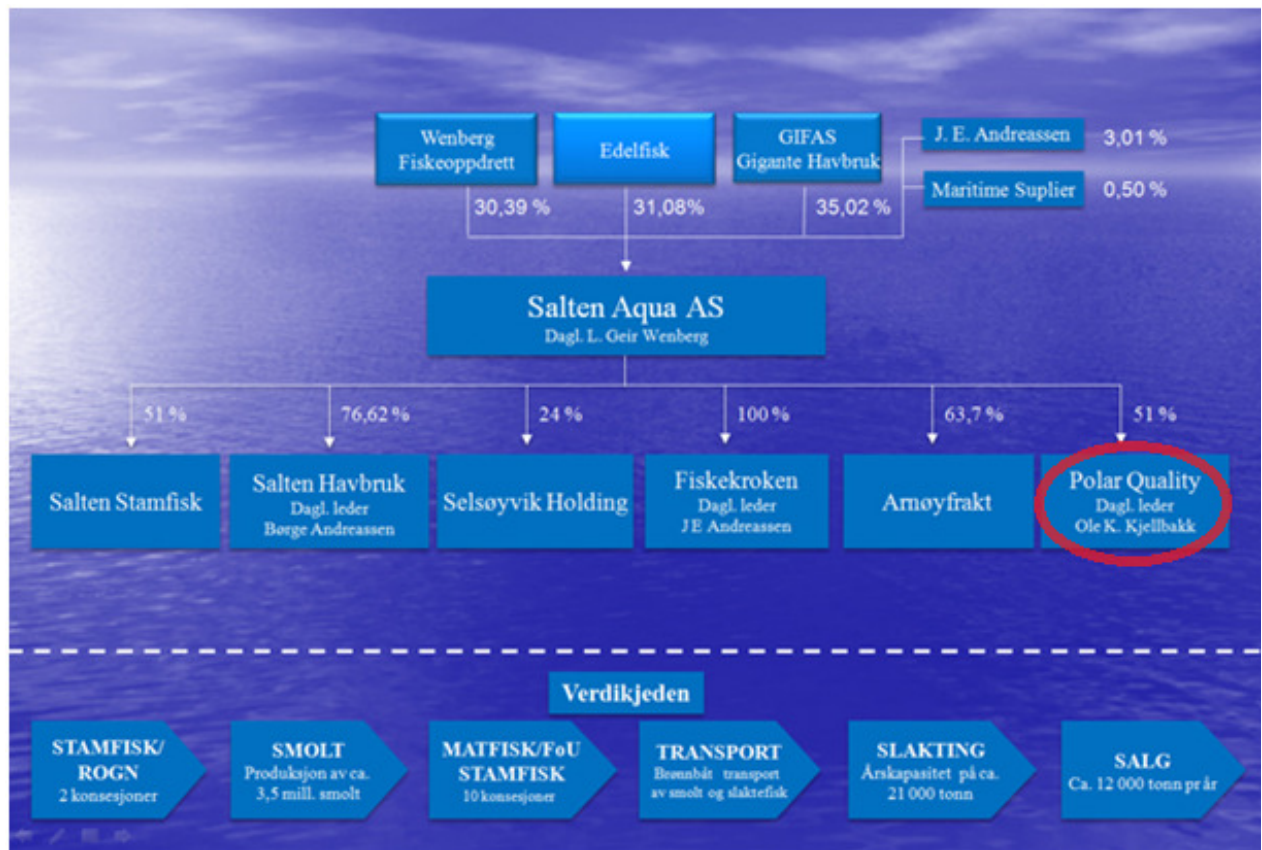 Wenberg
Fiskeoppdrett
Edelfisk
GIFAS
Gigante Havbruk
J. E. Andreassen
3,01 %
Maritime Suplier
0,50 %
30,39 %
31,08%
35,02 %
Salten Aqua AS
Dagl. L. Geir Wenberg
51 %
76,62 %
24 %
100 %
63,7 %
51 %
Salten Stamfisk
Salten Havbruk
Dagl. leder
Børge Andreassen
Selsøyvik Holding
Fiskekroken
Dagl. leder
J E Andreassen
Arnøyfrakt
Polar Quality
Dagl. leder
Ole K. Kjellbakk
Verdikjeden
STAMFISK/
ROGN
2 konsesjoner
SMOLT
Produksjon av ca.
3,5 mill. smolt
MATFISK/FoU
STAMFISK
10 konsesjoner
TRANSPORT
Brønnbåt transport
av smolt og slaktefisk
SLAKTING
Årskapasitet på ca.
21 000 tonn
SALG
Ca. 12 000 tonn pr år